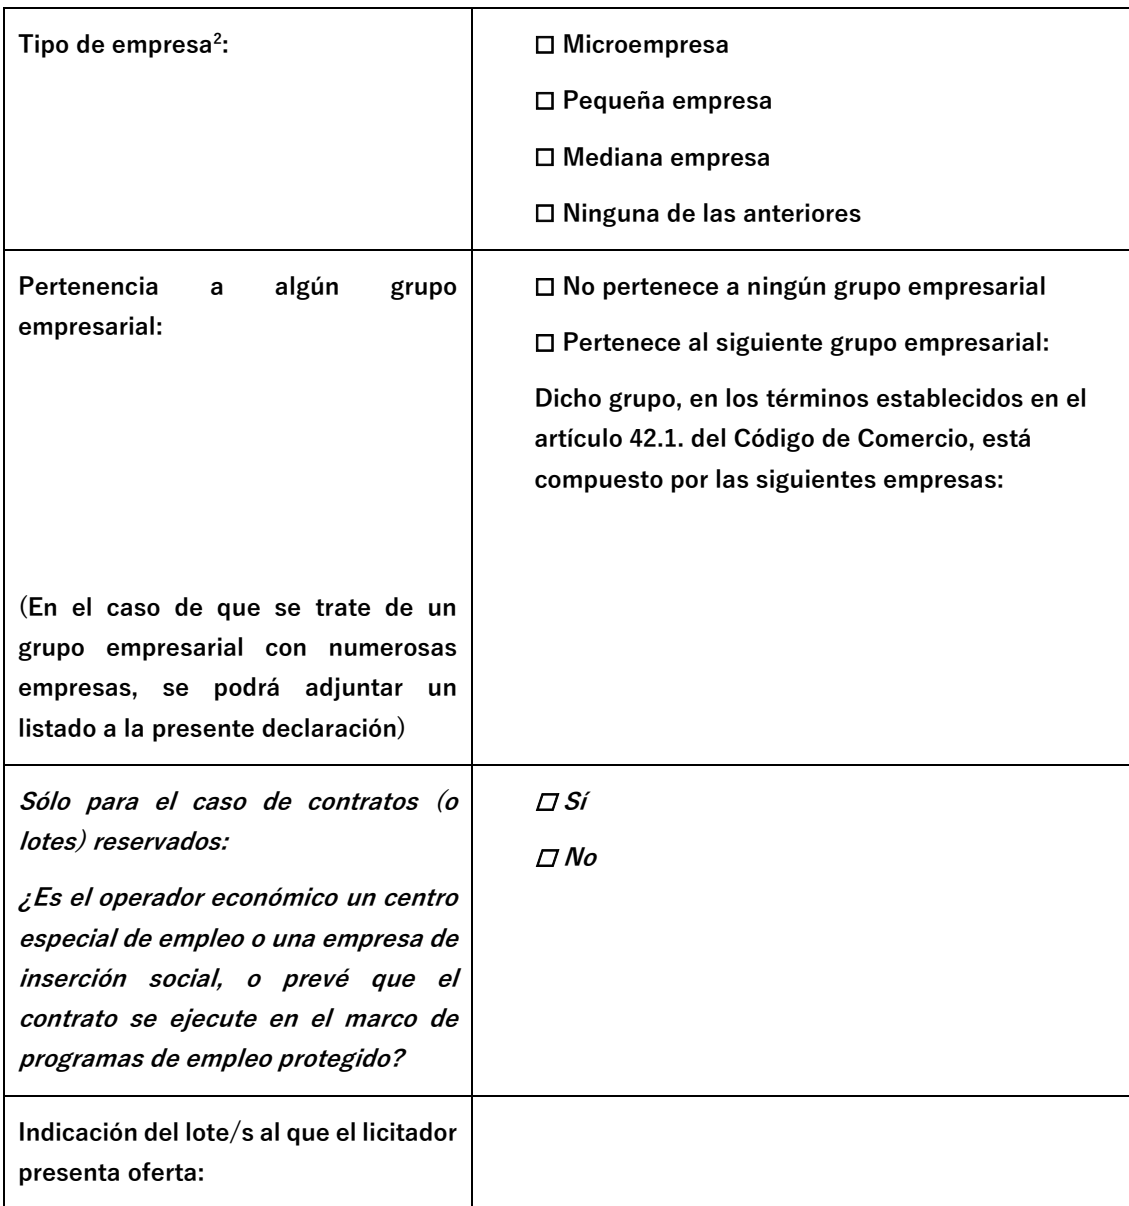 Tipo de empresa²:
☐ Microempresa
☐ Pequeña empresa
☐ Mediana empresa
☐ Ninguna de las anteriores
Pertenencia a algún grupo
empresarial:
(En el caso de que se trate de un
grupo empresarial con numerosas
empresas, se podrá adjuntar un
listado a la presente declaración)
☐ No pertenece a ningún grupo empresarial
☐ Pertenece al siguiente grupo empresarial:
Dicho grupo, en los términos establecidos en el
artículo 42.1. del Código de Comercio, está
compuesto por las siguientes empresas:
Sólo para el caso de contratos (o
lotes) reservados:
¿Es el operador económico un centro
especial de empleo o una empresa de
inserción social, o prevé que el
contrato se ejecute en el marco de
programas de empleo protegido?
☐ Sí
☐ No
Indicación del lote/s al que el licitador
presenta oferta: